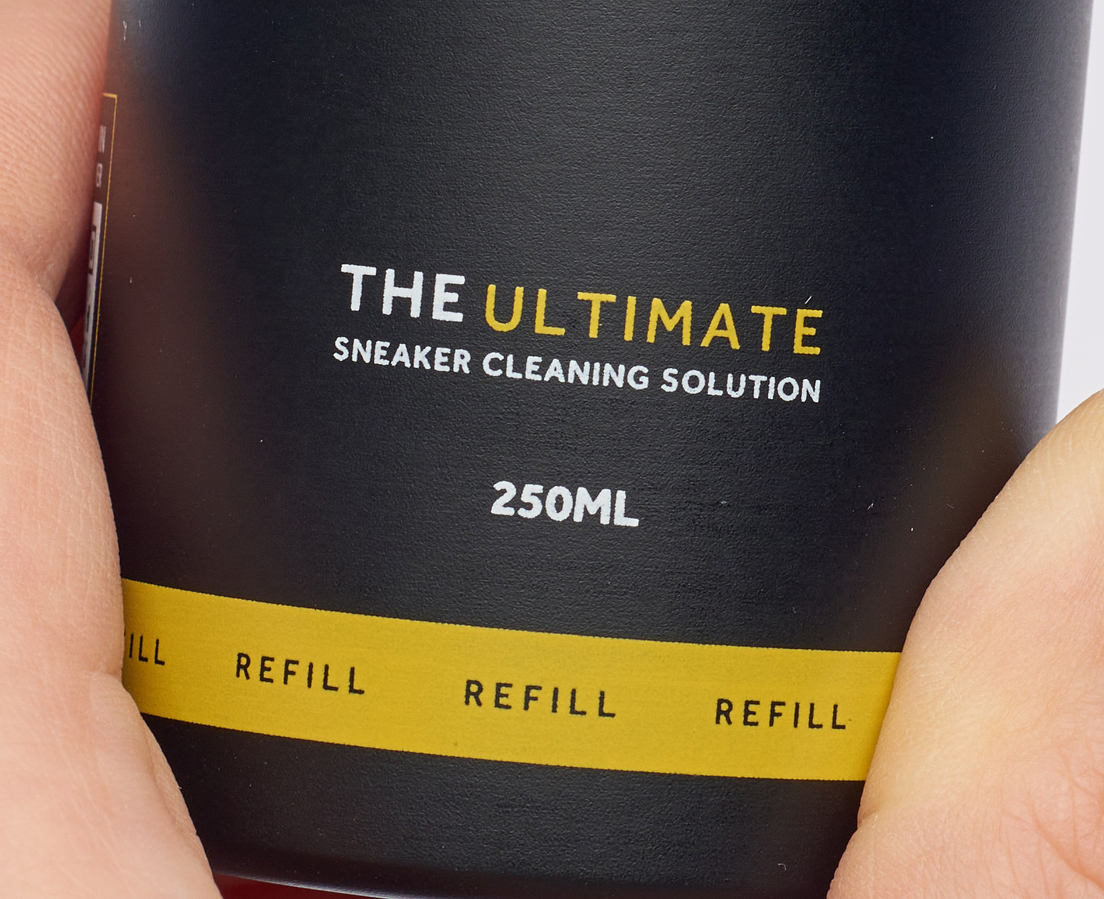 THE ULTIMATE
SNEAKER CLEANING SOLUTION
250ML
ILL REFILL REFILL REFILL